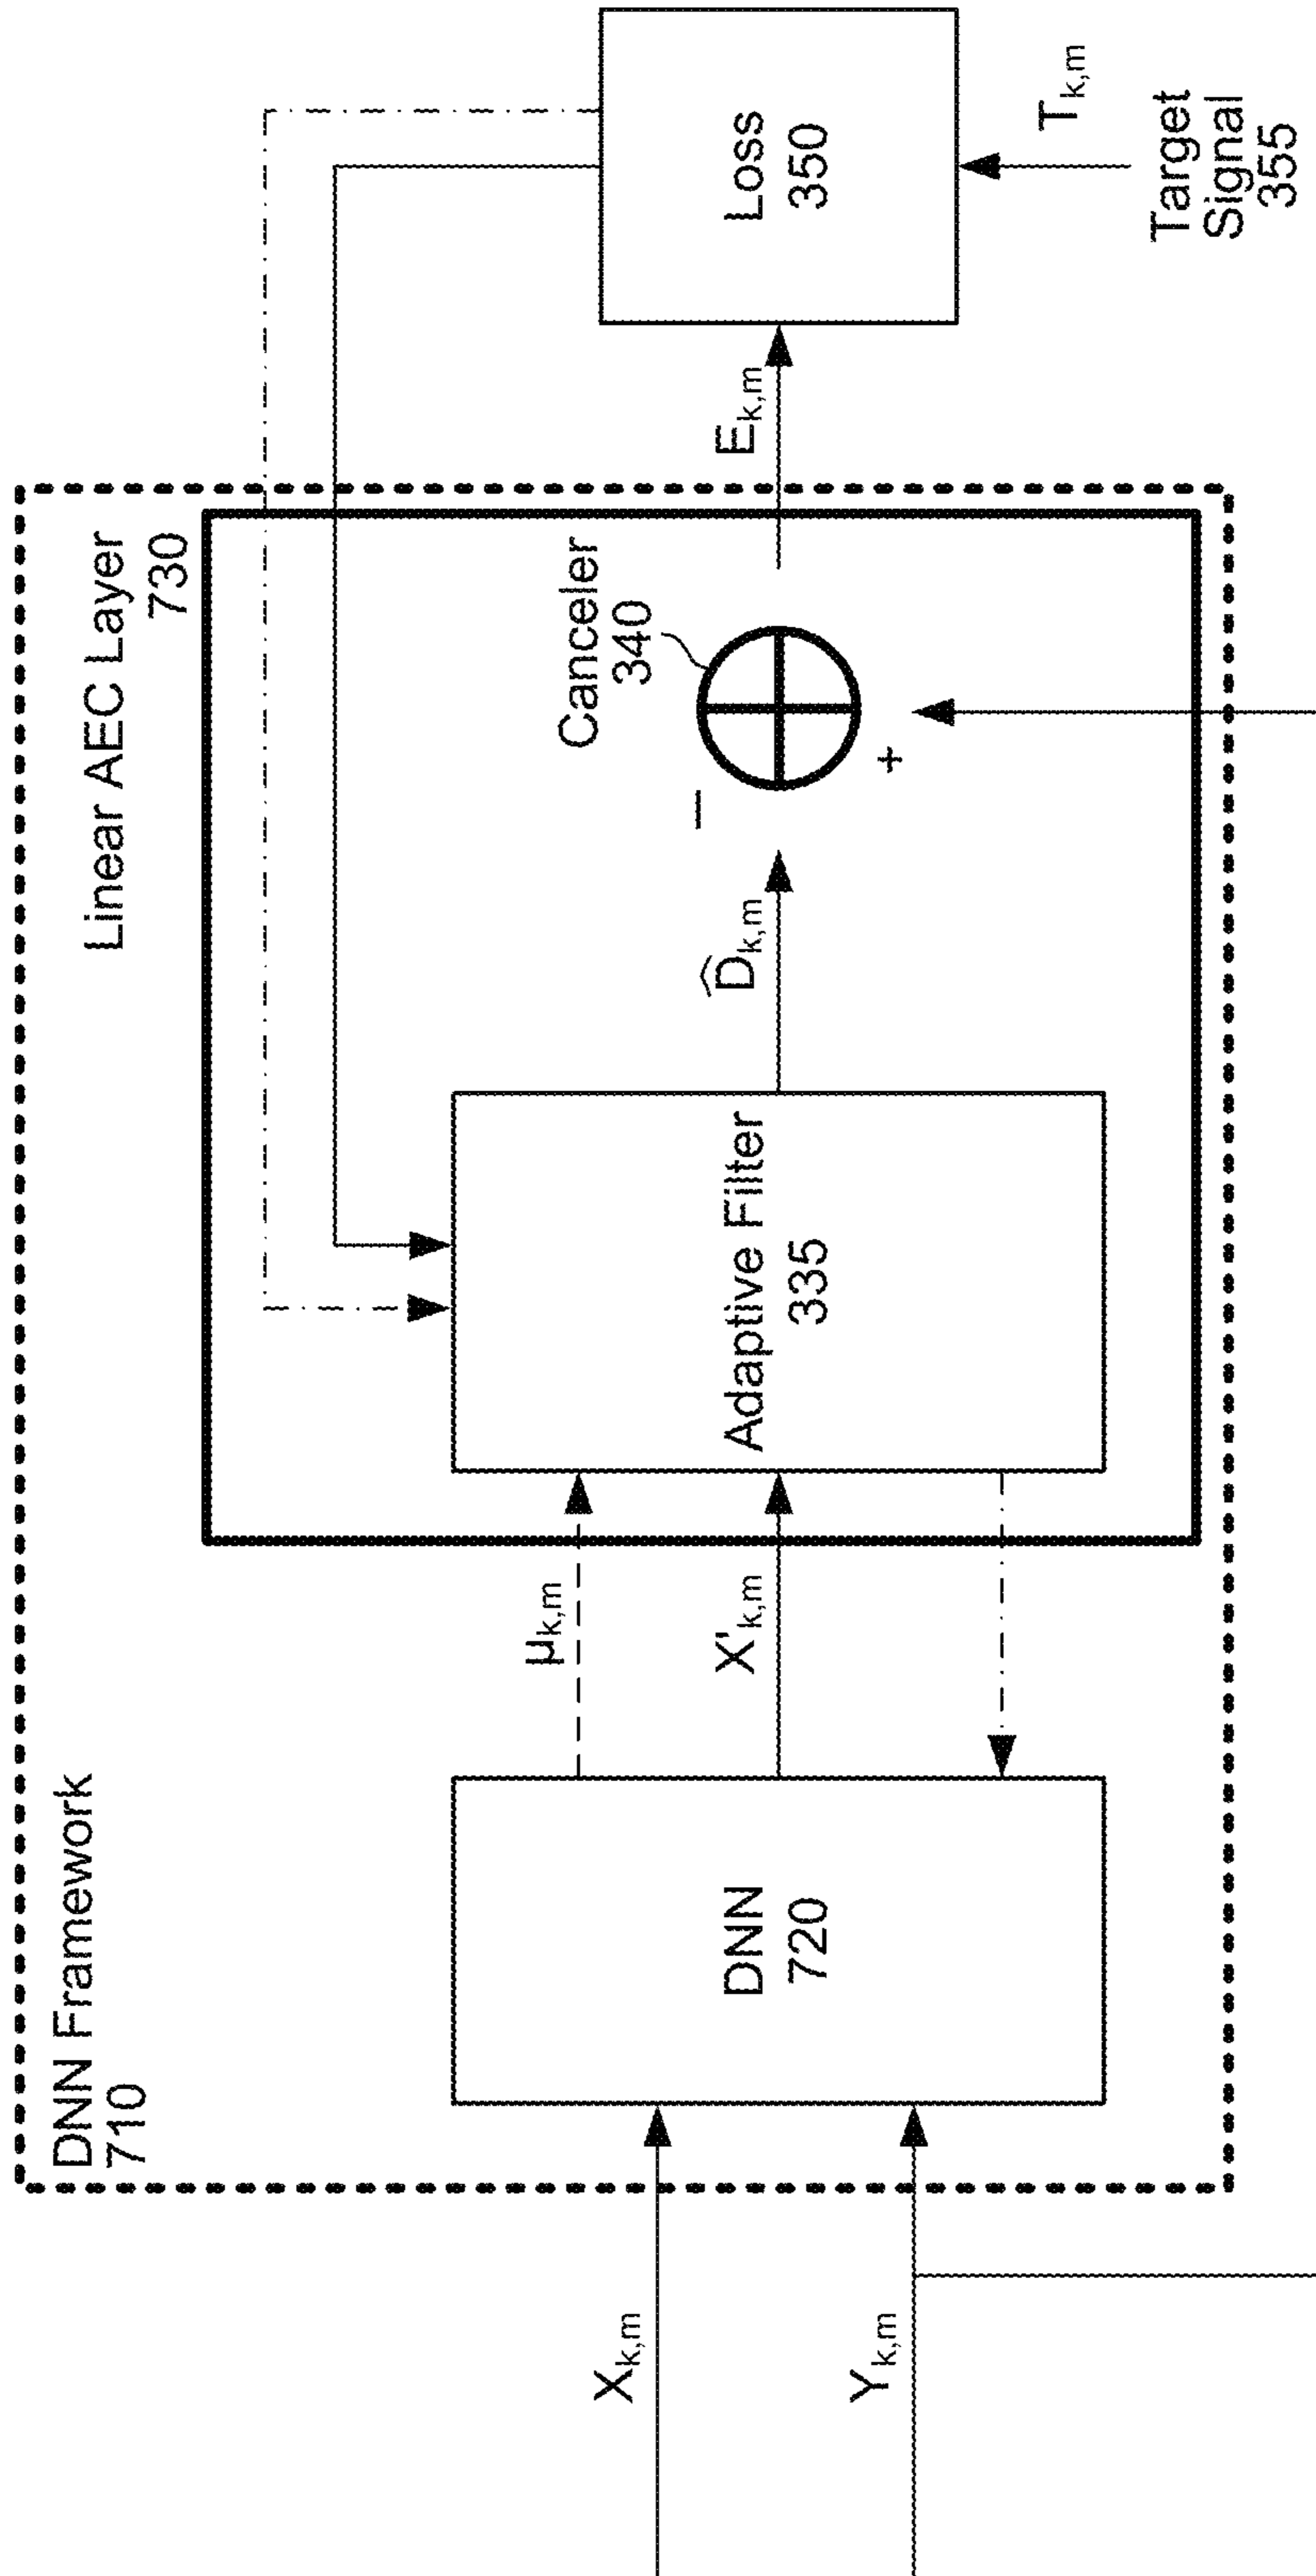 DNN Framework
710
Linear AEC Layer
730
X_{k,m}
Y_{k,m}
DNN
720
μ_{k,m}
X'_{k,m}
Adaptive Filter
335
D̂_{k,m}
Canceler
340
−
+
E_{k,m}
Loss
350
T_{k,m}
Target
Signal
355